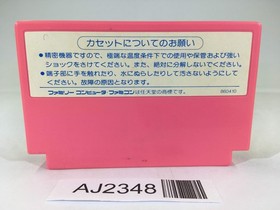 カセットについてのお願い
●精密機器ですので、極端な温度条件下での使用や保管および強い
ショックをさけてください。また、絶対に分解しないでください。
●端子部に手を触れたり、水にぬらしたりして汚さないようにして
ください。故障の原因となります。
ファミリー コンピュータ・ファミコンは任天堂の商標です。
AJ2348